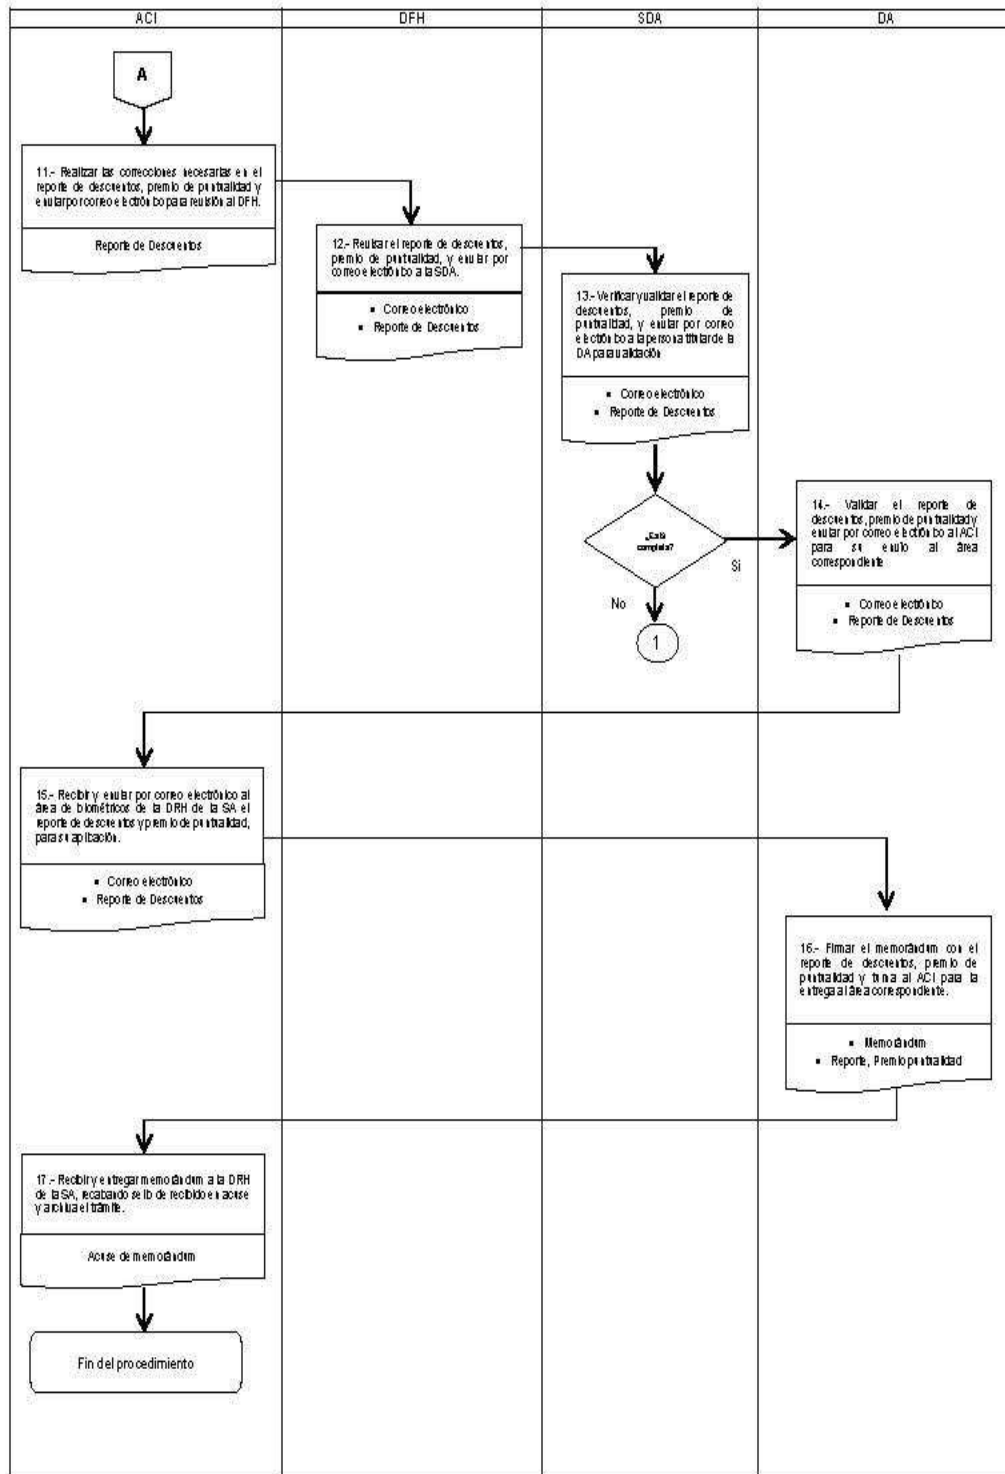 ACI DFH SDA DA
A
11.- Realizar las correcciones necesarias en el
reporte de descuentos, premio de puntualidad y
enviar por correo electrónico para revisión al DFH.
Reporte de Descuentos
12.- Revisar el reporte de descuentos,
premio de puntualidad, y enviar por
correo electrónico a la SDA.
Correo electrónico
Reporte de Descuentos
13.- Verificar y validar el reporte de
descuentos, premio de
puntualidad, y enviar por correo
electrónico a la persona titular de la
DA para validación
Correo electrónico
Reporte de Descuentos
¿Está
completo?
Si
No
1
14.- Validar el reporte de
descuentos, premio de puntualidad y
enviar por correo electrónico al ACI
para su envío al área
correspondiente
Correo electrónico
Reporte de Descuentos
15.- Recibir y enviar por correo electrónico al
área de biométricos de la DRH de la SA el
reporte de descuentos y premio de puntualidad,
para su aplicación.
Correo electrónico
Reporte de Descuentos
16.- Firmar el memorándum con el
reporte de descuentos, premio de
puntualidad y turna al ACI para la
entrega al área correspondiente.
Memorándum
Reporte, Premio puntualidad
17.- Recibir y entregar memorándum a la DRH
de la SA, recabando sello de recibido en acuse
y archiva el trámite.
Acuse de memorándum
Fin del procedimiento